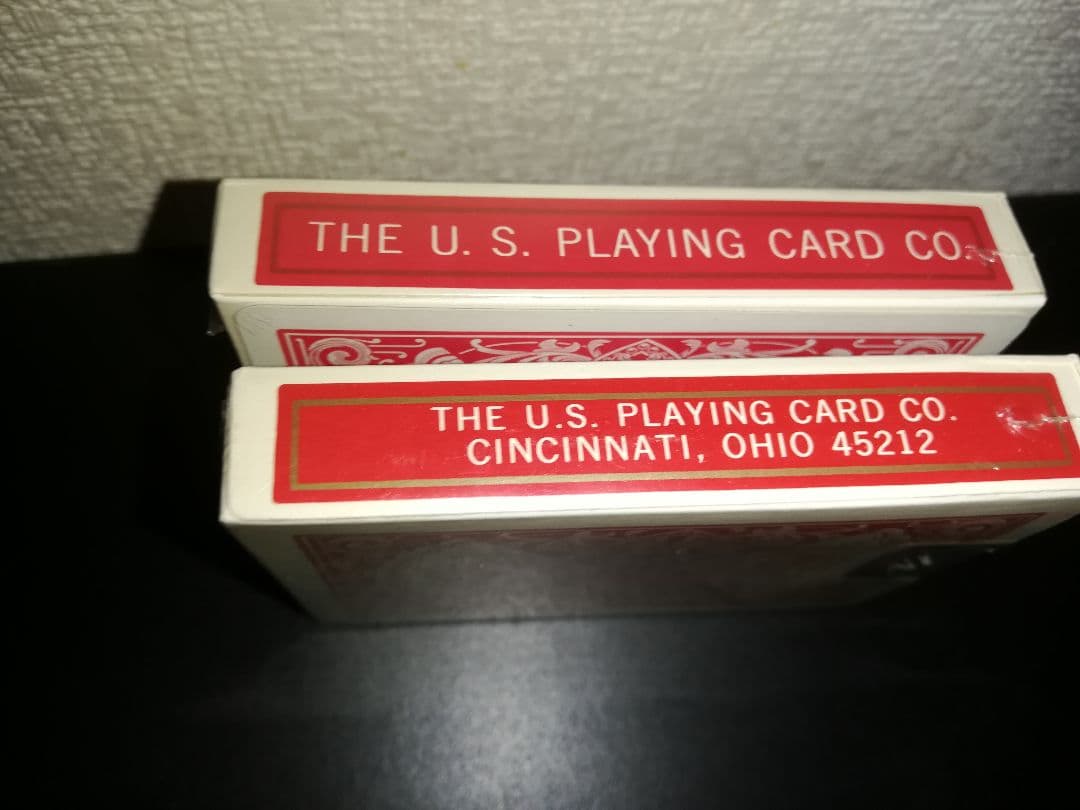 THE U. S. PLAYING CARD CO.
THE U.S. PLAYING CARD CO.
CINCINNATI, OHIO 45212